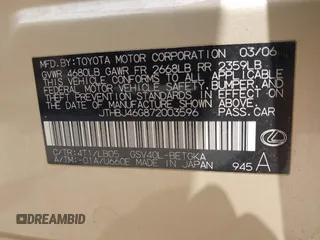 MFD.BY:TOYOTA MOTOR CORPORATION 03/06
GVWR 4680LB GAWR FR 2668LB RR 2359LB
THIS VEHICLE CONFORMS TO ALL APPLICABLE
FEDERAL MOTOR VEHICLE SAFETY, BUMPER, AND
THEFT PREVENTION STANDARDS IN EFFECT ON
THE DATE OF MANUFACTURE SHOWN ABOVE.
JTHBJ46G872003596 PASS.CAR
C/TR:4T1/LB05 GSV40L-BETGKA
A/TM:-01A/U660E MADE IN JAPAN 945 A
DREAMBID